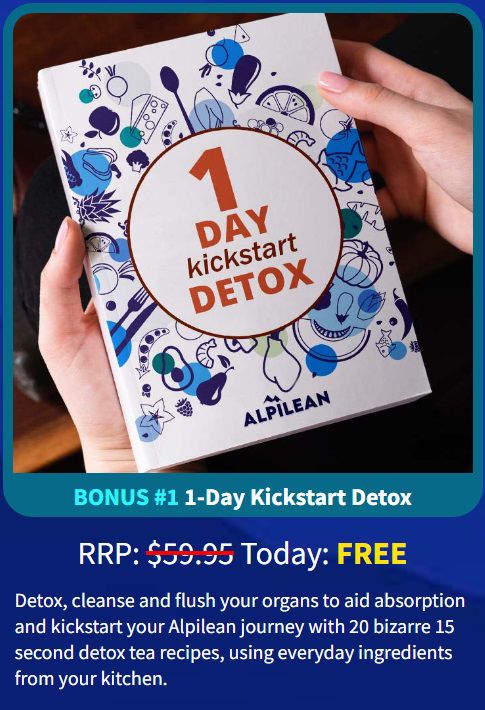 1
DAY
kickstart
DETOX
ALPILEAN
BONUS #1 1-Day Kickstart Detox
RRP: $59.95 Today: FREE
Detox, cleanse and flush your organs to aid absorption
and kickstart your Alpilean journey with 20 bizarre 15
second detox tea recipes, using everyday ingredients
from your kitchen.